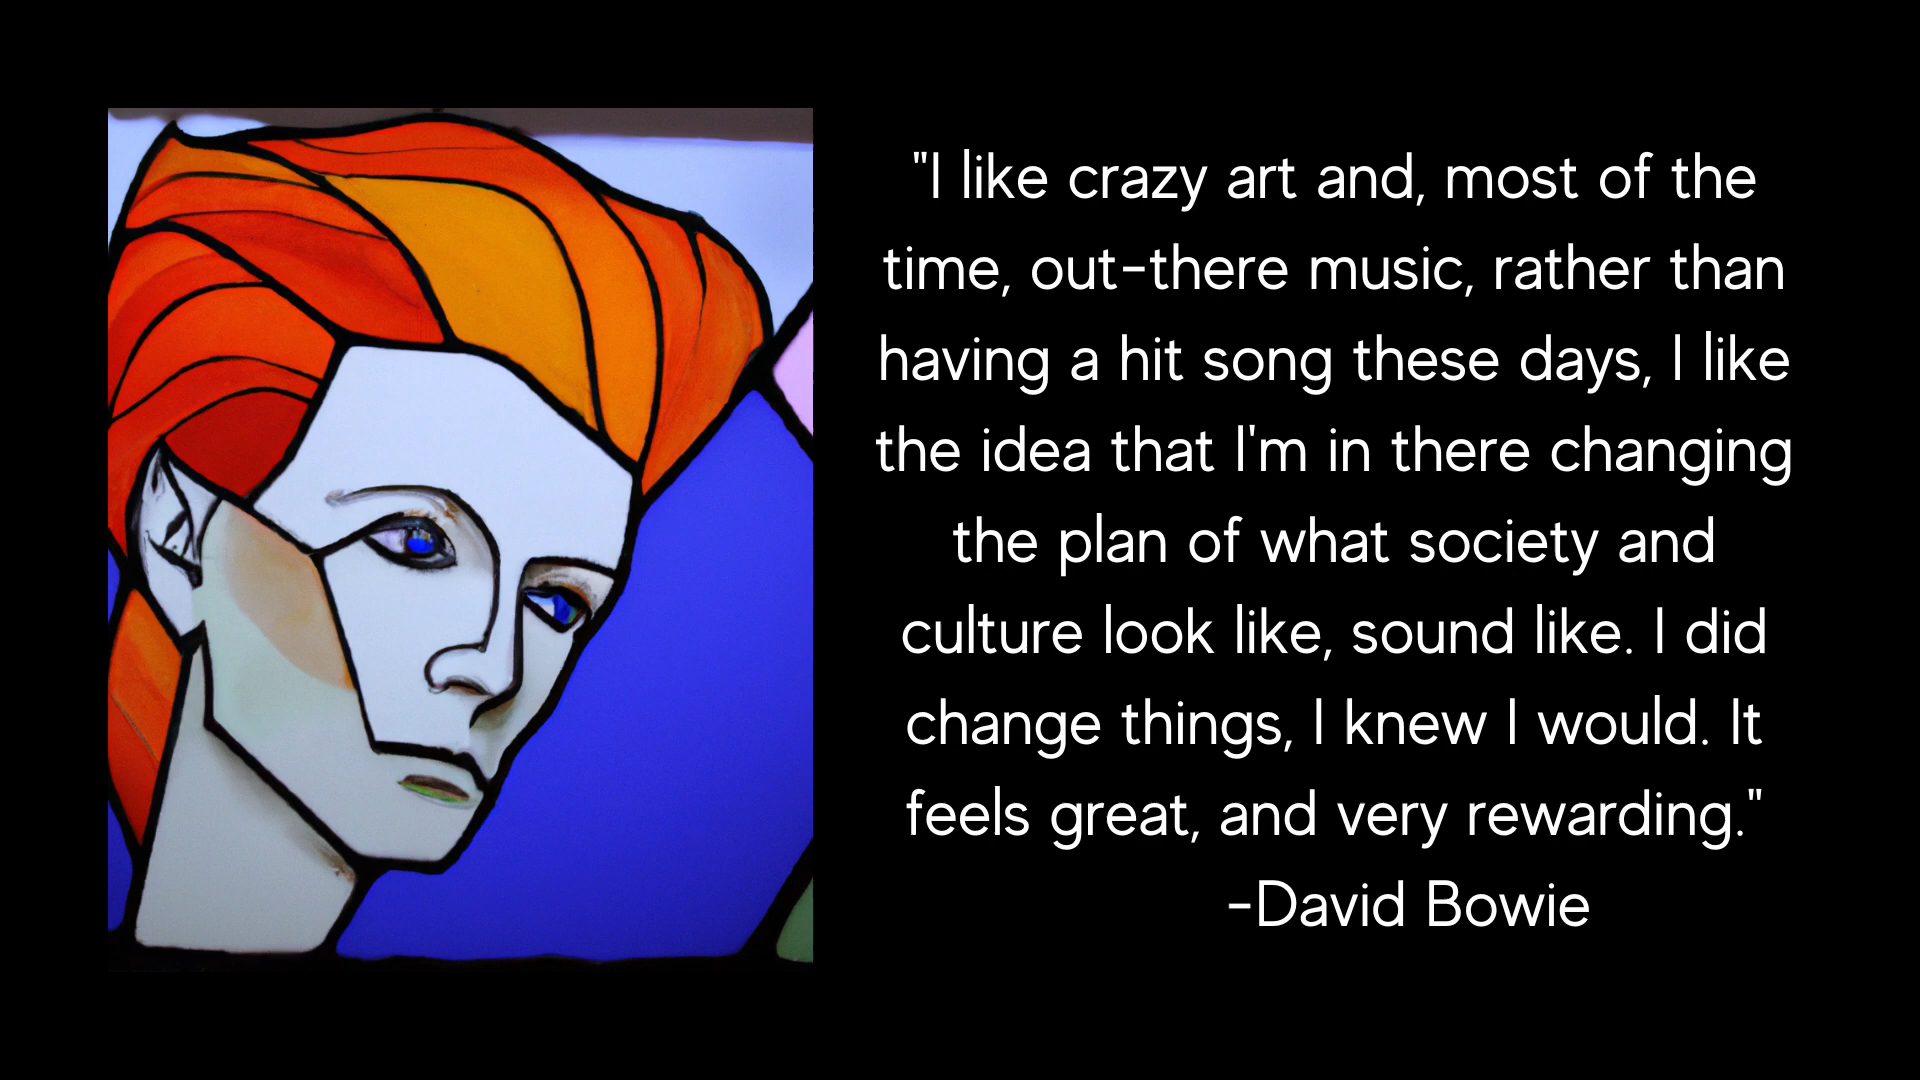 "I like crazy art and, most of the
time, out-there music, rather than
having a hit song these days, I like
the idea that I'm in there changing
the plan of what society and
culture look like, sound like. I did
change things, I knew I would. It
feels great, and very rewarding."
-David Bowie